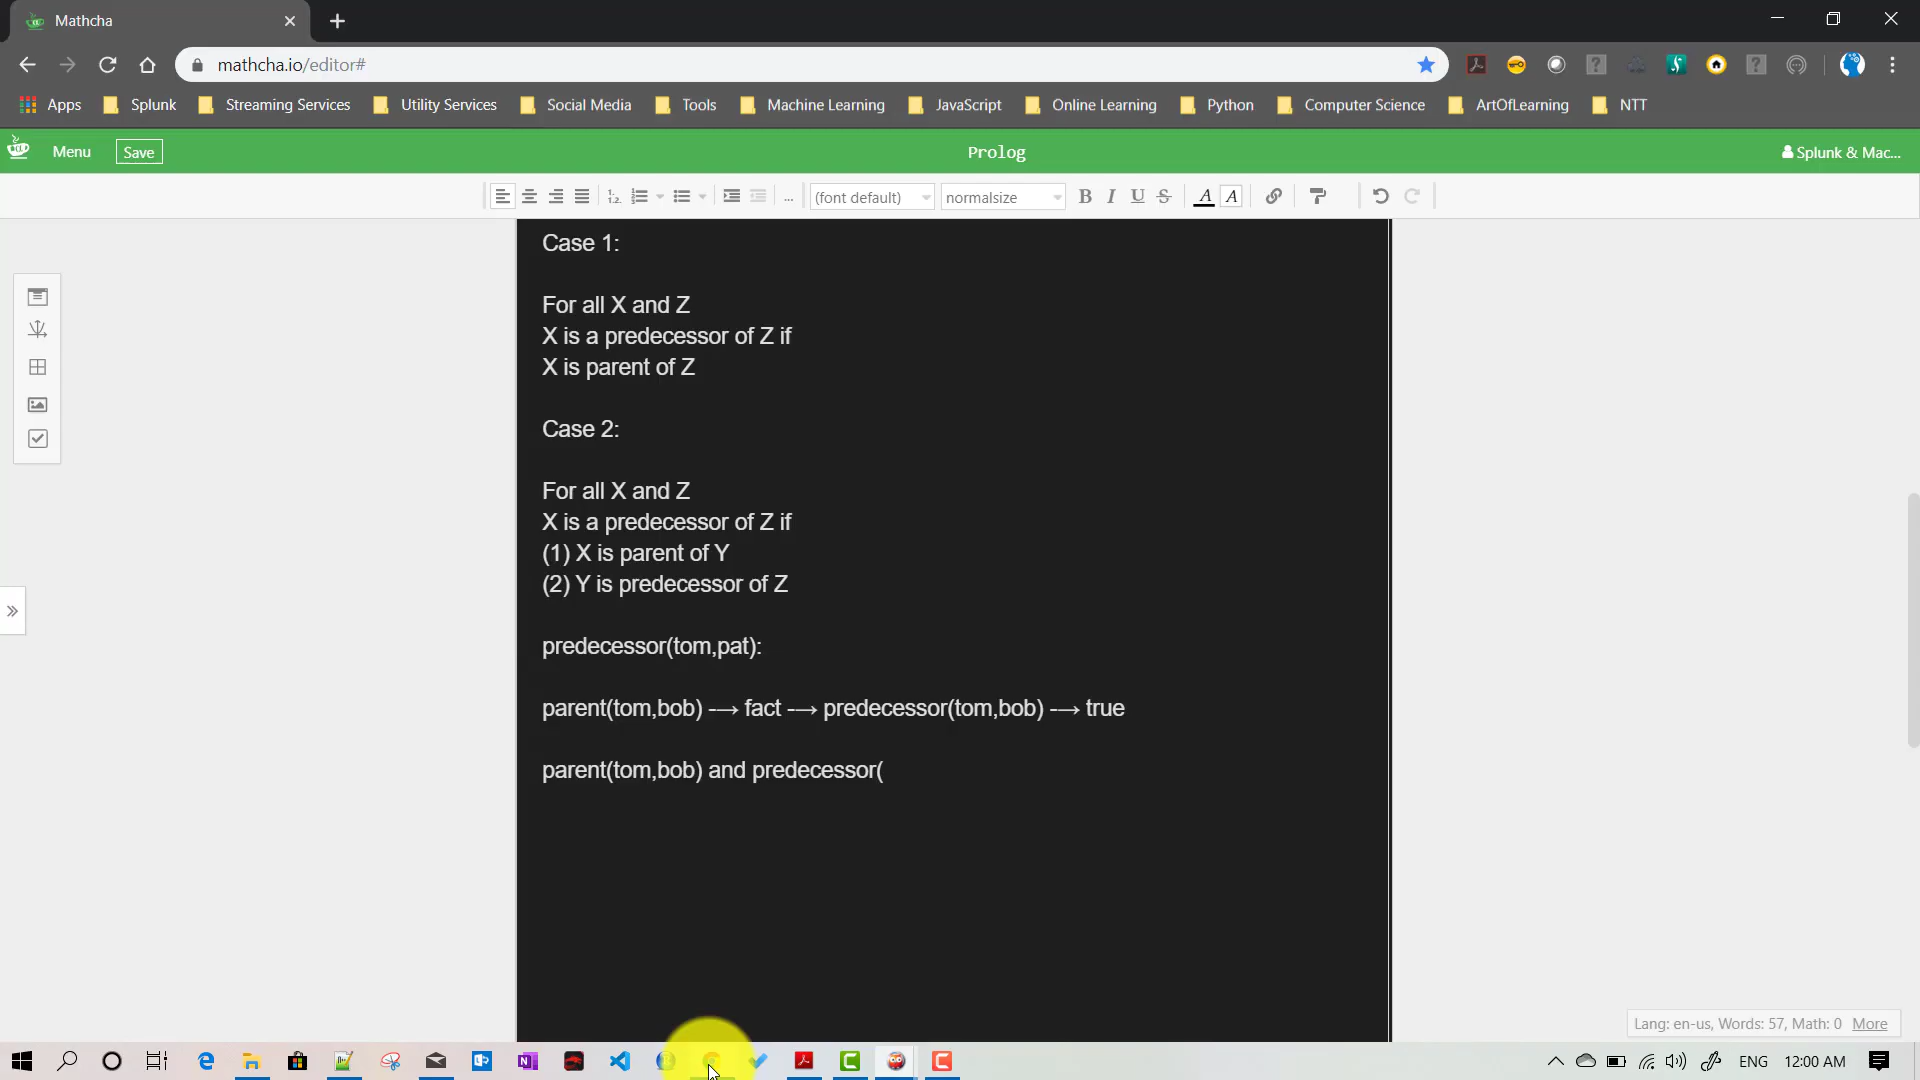 Mathcha
mathcha.io/editor#
Apps Splunk Streaming Services Utility Services Social Media Tools Machine Learning JavaScript Online Learning Python Computer Science ArtOfLearning NTT
Menu Save Prolog Splunk & Mac...
(font default) normalsize B I U S A A
Case 1:
For all X and Z
X is a predecessor of Z if
X is parent of Z
Case 2:
For all X and Z
X is a predecessor of Z if
(1) X is parent of Y
(2) Y is predecessor of Z
predecessor(tom,pat):
parent(tom,bob) -→ fact -→ predecessor(tom,bob) -→ true
parent(tom,bob) and predecessor(
Lang: en-us, Words: 57, Math: 0 More
ENG 12:00 AM